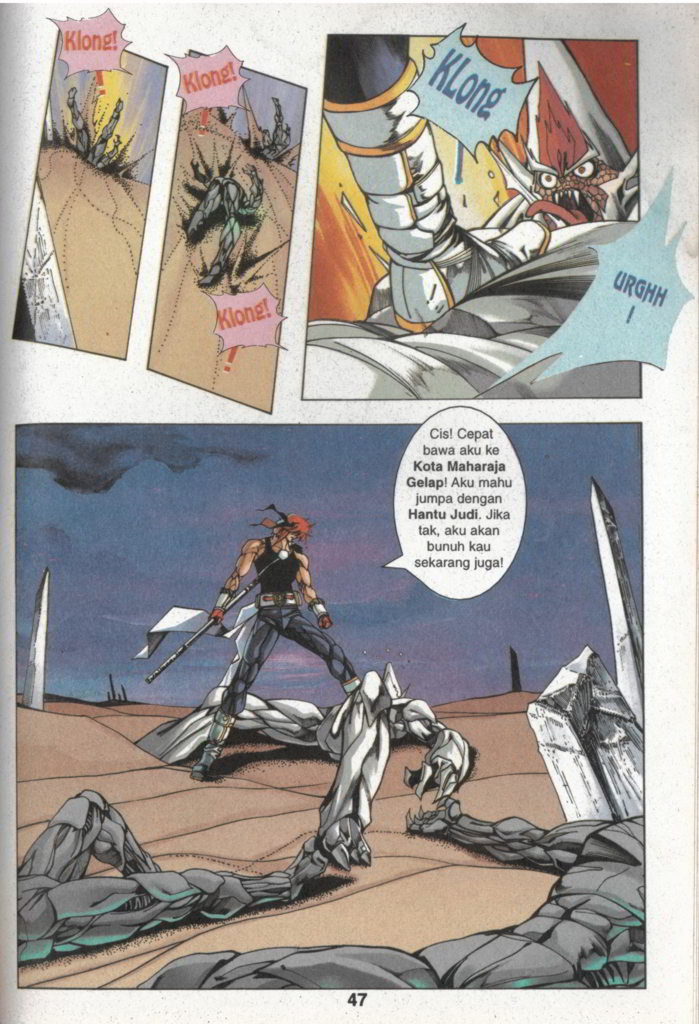 Klong!
Klong!
Klong!
KLong
URGHH
!
Cis! Cepat
bawa aku ke
Kota Maharaja
Gelap! Aku mahu
jumpa dengan
Hantu Judi. Jika
tak, aku akan
bunuh kau
sekarang juga!
47